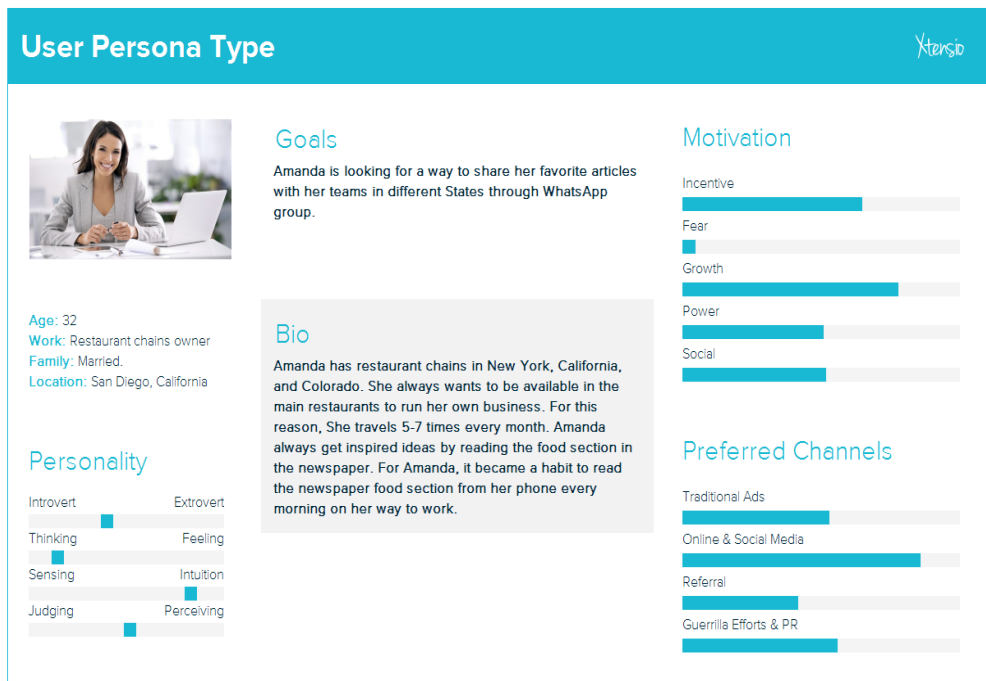 User Persona Type
Xtensio
Goals
Amanda is looking for a way to share her favorite articles
with her teams in different States through WhatsApp
group.
Age: 32
Work: Restaurant chains owner
Family: Married.
Location: San Diego, California
Bio
Amanda has restaurant chains in New York, California,
and Colorado. She always wants to be available in the
main restaurants to run her own business. For this
reason, She travels 5-7 times every month. Amanda
always get inspired ideas by reading the food section in
the newspaper. For Amanda, it became a habit to read
the newspaper food section from her phone every
morning on her way to work.
Personality
Introvert Extrovert
Thinking Feeling
Sensing Intuition
Judging Perceiving
Motivation
Incentive
Fear
Growth
Power
Social
Preferred Channels
Traditional Ads
Online & Social Media
Referral
Guerrilla Efforts & PR